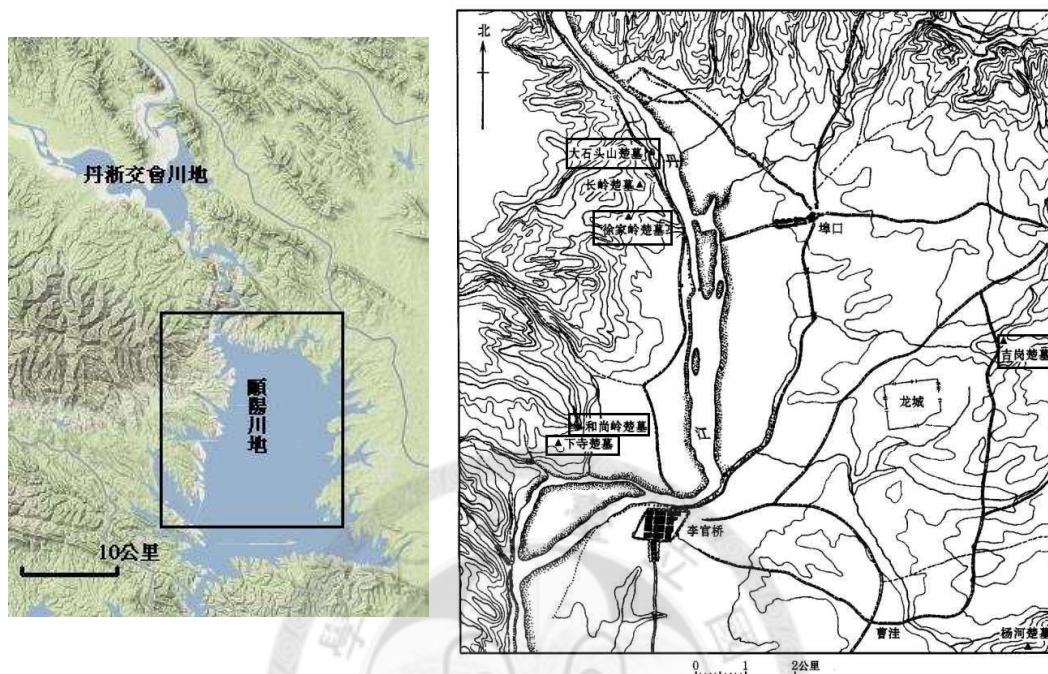 丹淅交會川地
順陽川地
10公里
北
大石头山楚墓
丹
长岭楚墓
徐家岭楚墓
埠口
吉岗楚墓
龙城
和尚岭楚墓
下寺楚墓
江
李官桥
曹洼
杨河楚墓
0 1 2公里